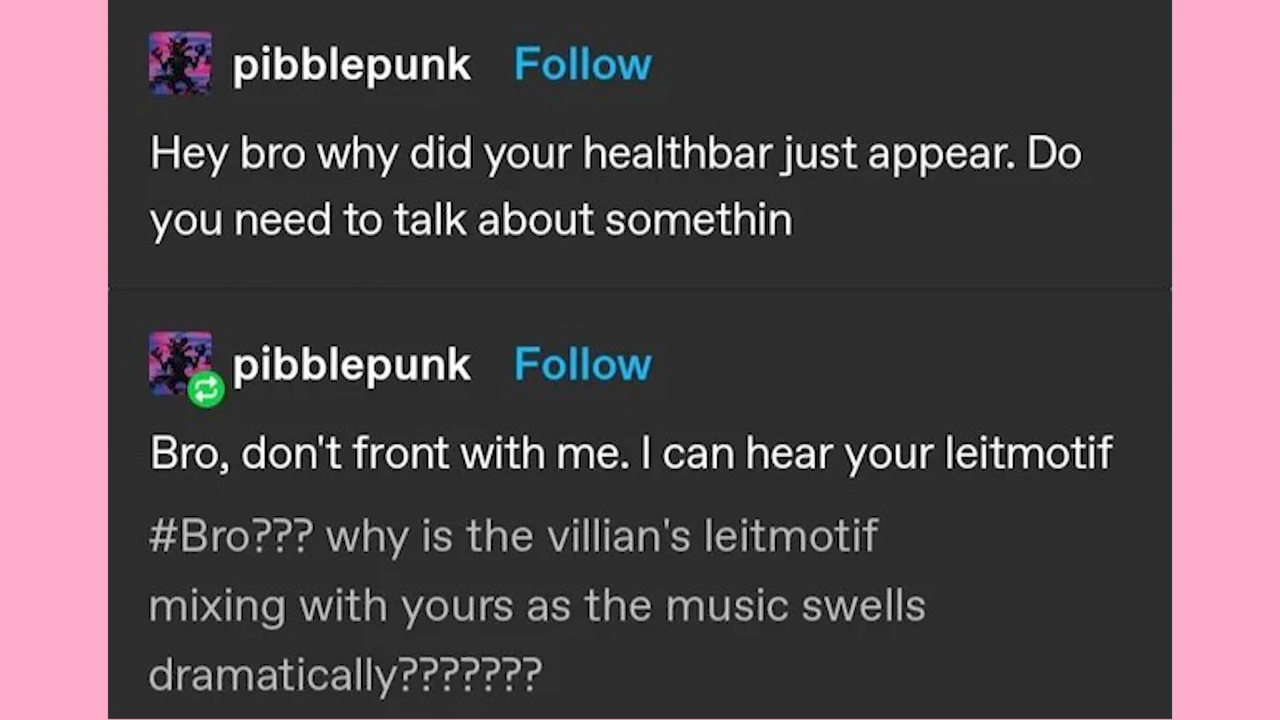 pibblepunk Follow
Hey bro why did your healthbar just appear. Do
you need to talk about somethin
pibblepunk Follow
Bro, don't front with me. I can hear your leitmotif
#Bro??? why is the villian's leitmotif
mixing with yours as the music swells
dramatically???????